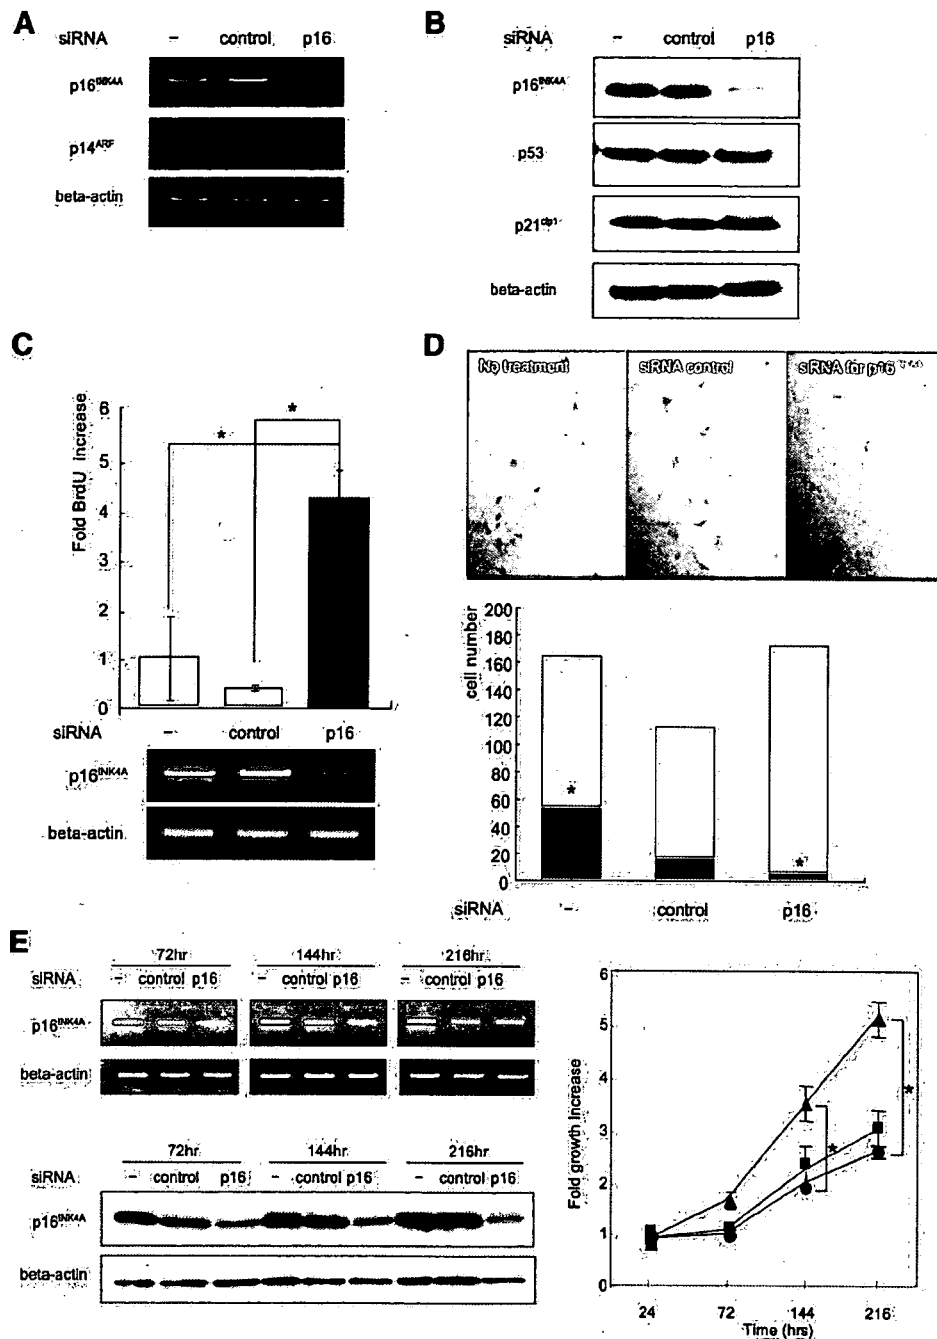 A
siRNA – control p16
p16INK4A
p14ARF
beta-actin
B
siRNA – control p16
p16INK4A
p53
p21cip1
beta-actin
C
Fold BrdU increase
6
5
4
3
2
1
0
siRNA – control p16
p16INK4A
beta-actin
D
No treatment
siRNA control
siRNA for p16
cell number
200
180
160
140
120
100
80
60
40
20
0
siRNA – control p16
E
72hr 144hr 216hr
siRNA – control p16 – control p16 – control p16
p16INK4A
beta-actin
72hr 144hr 216hr
siRNA – control p16 – control p16 – control p16
p16INK4A
beta-actin
Fold growth increase
6
5
4
3
2
1
0
24 72 144 216
Time (hrs)